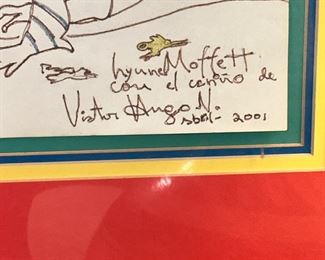 Lynne Moffett
con el cariño de
Victor Hugo N.
Abril - 2001